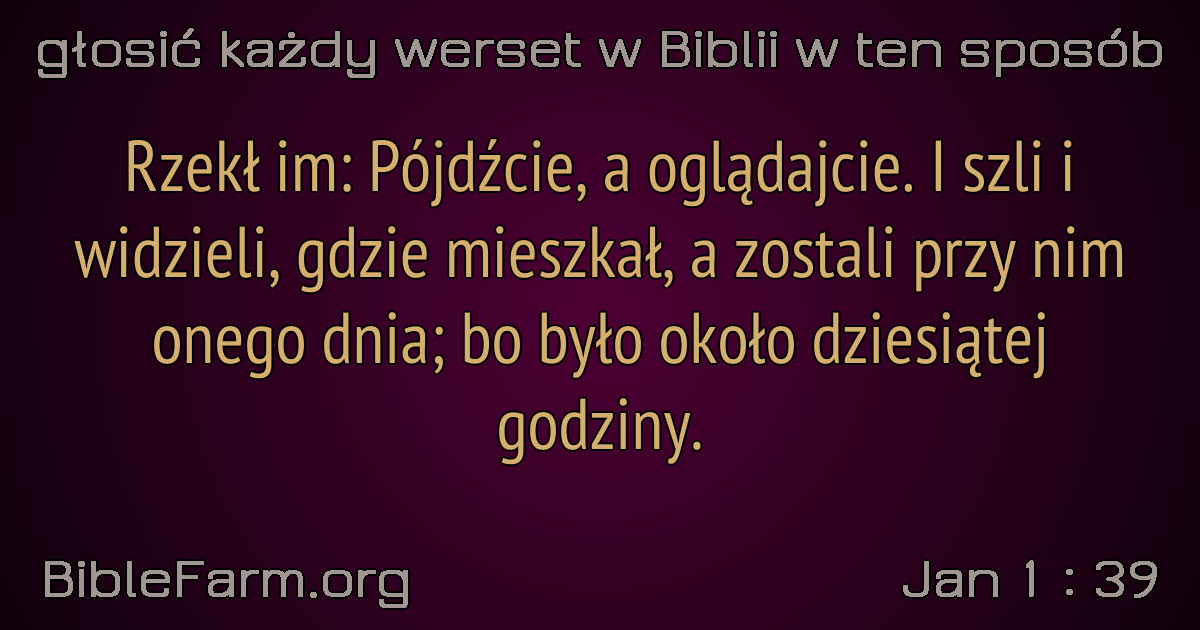 głosić każdy werset w Biblii w ten sposób
Rzekł im: Pójdźcie, a oglądajcie. I szli i
widzieli, gdzie mieszkał, a zostali przy nim
onego dnia; bo było około dziesiątej
godziny.
BibleFarm.org
Jan 1 : 39